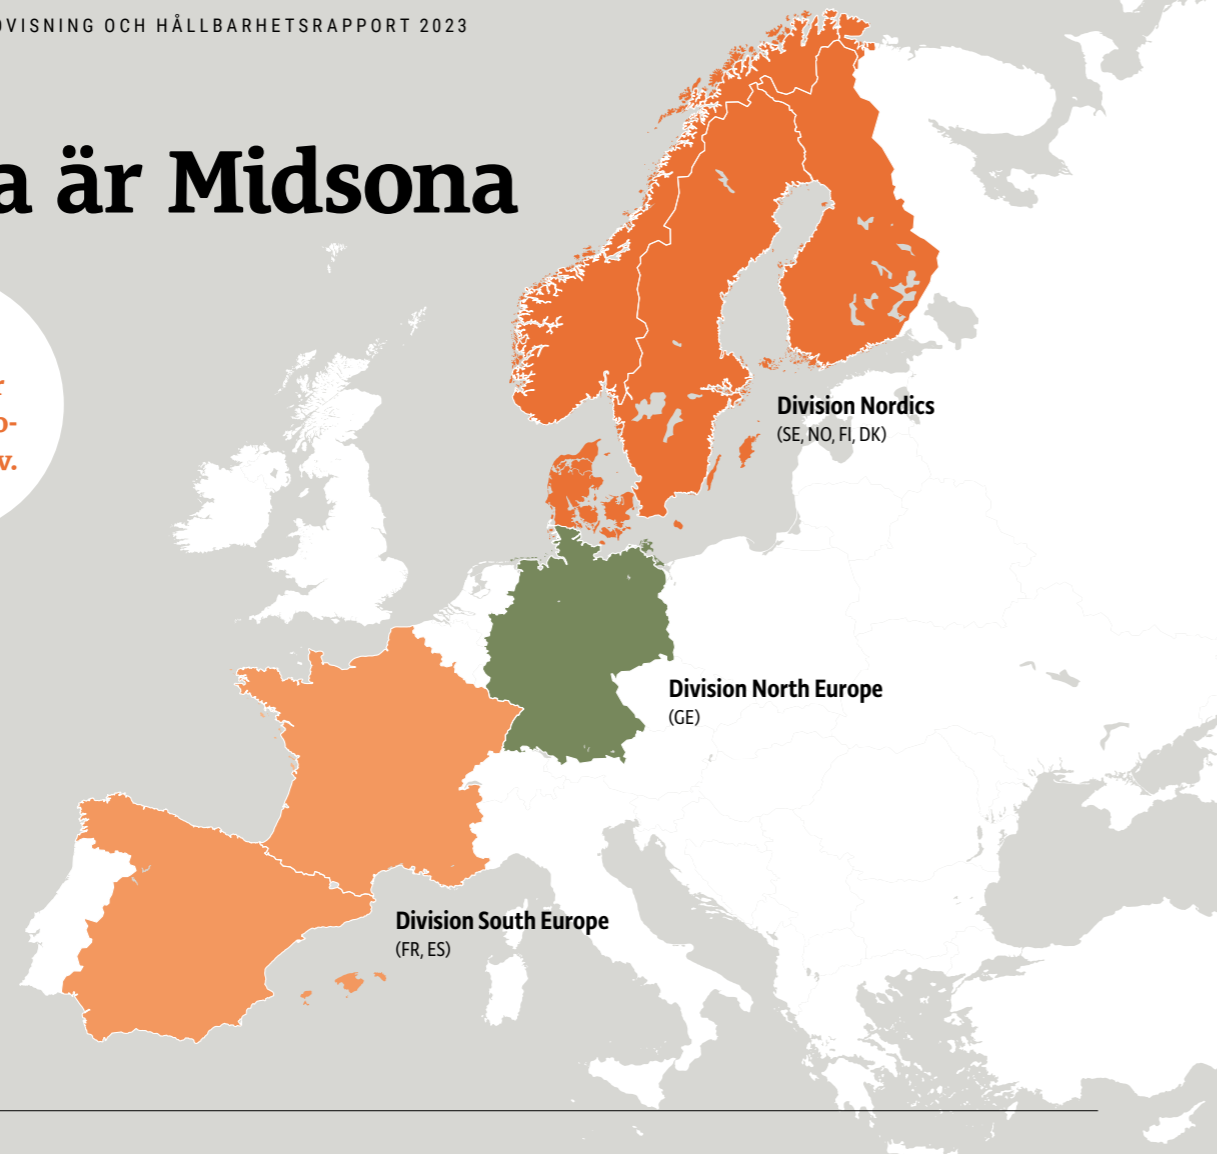 OVISNING OCH HÅLLBARHETSRAPPORT 2023
a är Midsona
r
o-
v.
Division Nordics
(SE, NO, FI, DK)
Division North Europe
(GE)
Division South Europe
(FR, ES)